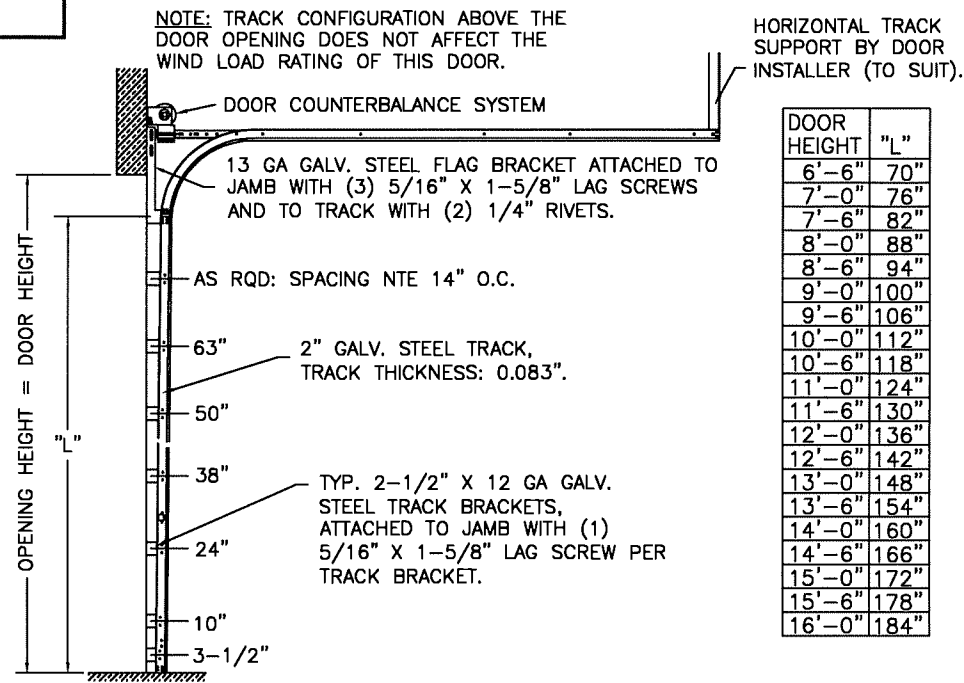 NOTE: TRACK CONFIGURATION ABOVE THE
DOOR OPENING DOES NOT AFFECT THE
WIND LOAD RATING OF THIS DOOR.
HORIZONTAL TRACK
SUPPORT BY DOOR
INSTALLER (TO SUIT).
DOOR COUNTERBALANCE SYSTEM
13 GA GALV. STEEL FLAG BRACKET ATTACHED TO
JAMB WITH (3) 5/16" X 1-5/8" LAG SCREWS
AND TO TRACK WITH (2) 1/4" RIVETS.
AS RQD: SPACING NTE 14" O.C.
63"
2" GALV. STEEL TRACK,
TRACK THICKNESS: 0.083".
50"
OPENING HEIGHT = DOOR HEIGHT
"L"
38"
TYP. 2-1/2" X 12 GA GALV.
STEEL TRACK BRACKETS,
ATTACHED TO JAMB WITH (1)
5/16" X 1-5/8" LAG SCREW PER
TRACK BRACKET.
24"
10"
3-1/2"
DOOR
HEIGHT "L"
6'-6" 70"
7'-0" 76"
7'-6" 82"
8'-0" 88"
8'-6" 94"
9'-0" 100"
9'-6" 106"
10'-0" 112"
10'-6" 118"
11'-0" 124"
11'-6" 130"
12'-0" 136"
12'-6" 142"
13'-0" 148"
13'-6" 154"
14'-0" 160"
14'-6" 166"
15'-0" 172"
15'-6" 178"
16'-0" 184"